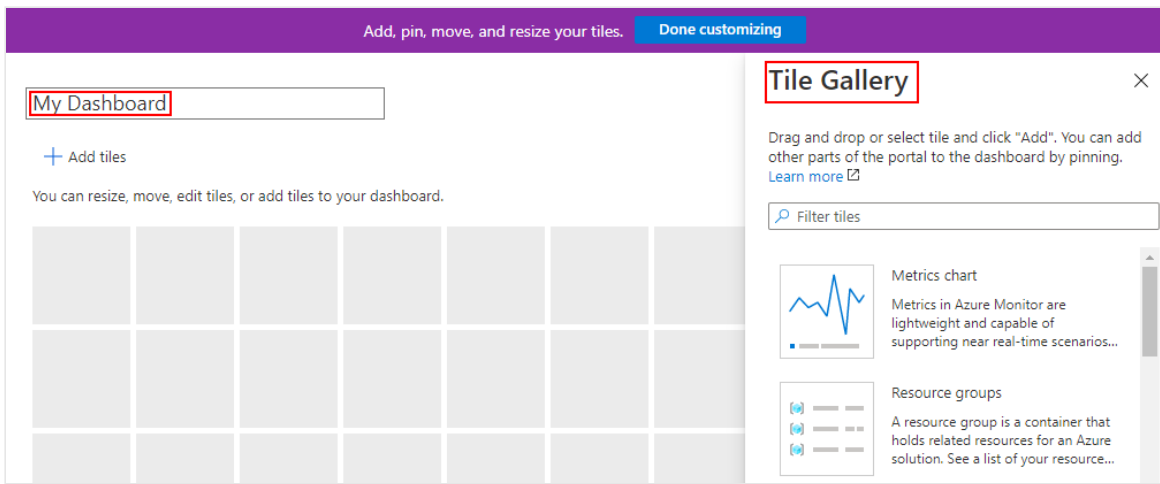 Add, pin, move, and resize your tiles. Done customizing
My Dashboard
Add tiles
You can resize, move, edit tiles, or add tiles to your dashboard.
Tile Gallery
Drag and drop or select tile and click "Add". You can add
other parts of the portal to the dashboard by pinning.
Learn more
Filter tiles
Metrics chart
Metrics in Azure Monitor are
lightweight and capable of
supporting near real-time scenarios...
Resource groups
A resource group is a container that
holds related resources for an Azure
solution. See a list of your resource...